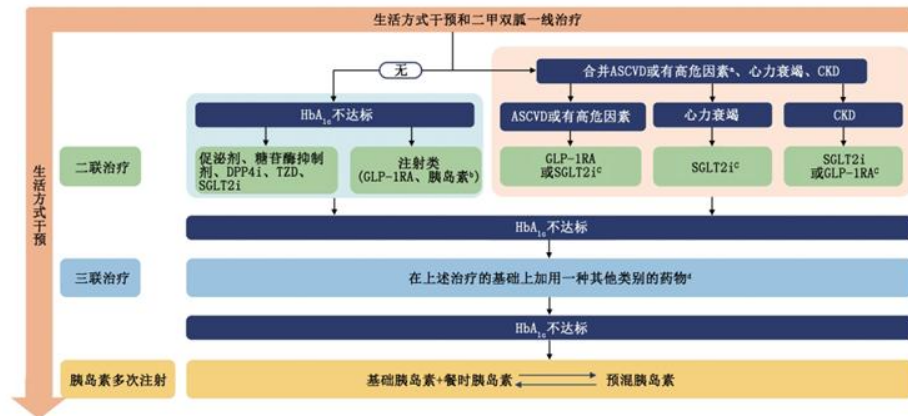 生活方式干预和二甲双胍一线治疗
无
合并ASCVD或有高危因素ᵃ、心力衰竭、CKD
HbA₁c不达标
ASCVD或有高危因素
心力衰竭
CKD
生活方式干预
二联治疗
促泌剂、糖苷酶抑制
剂、DPP4i、TZD、
SGLT2i
注射类
(GLP-1RA、胰岛素ᵇ)
GLP-1RA
或SGLT2iᶜ
SGLT2iᶜ
SGLT2i
或GLP-1RAᶜ
HbA₁c不达标
三联治疗
在上述治疗的基础上加用一种其他类别的药物ᵈ
HbA₁c不达标
胰岛素多次注射
基础胰岛素+餐时胰岛素
预混胰岛素